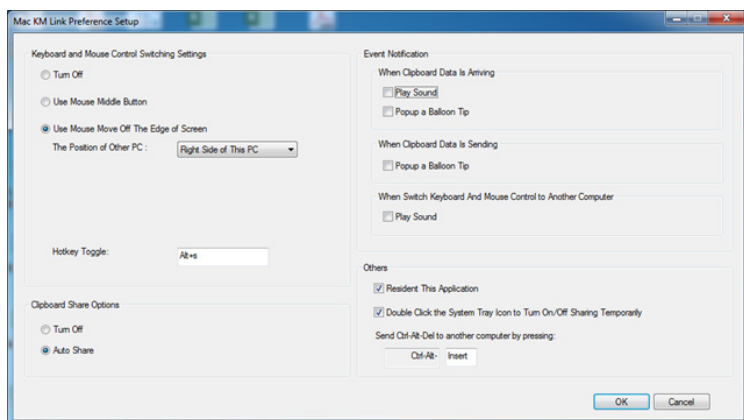 Mac KM Link Preference Setup
Keyboard and Mouse Control Switching Settings
Turn Off
Use Mouse Middle Button
Use Mouse Move Off The Edge of Screen
The Position of Other PC :
Right Side of This PC
Hotkey Toggle:
Alt+s
Clipboard Share Options
Turn Off
Auto Share
Event Notification
When Clipboard Data Is Arriving
Play Sound
Popup a Balloon Tip
When Clipboard Data Is Sending
Popup a Balloon Tip
When Switch Keyboard And Mouse Control to Another Computer
Play Sound
Others
Resident This Application
Double Click the System Tray Icon to Turn On/Off Sharing Temporarily
Send Ctrl-Alt-Del to another computer by pressing:
Ctrl-Alt- Insert
OK Cancel